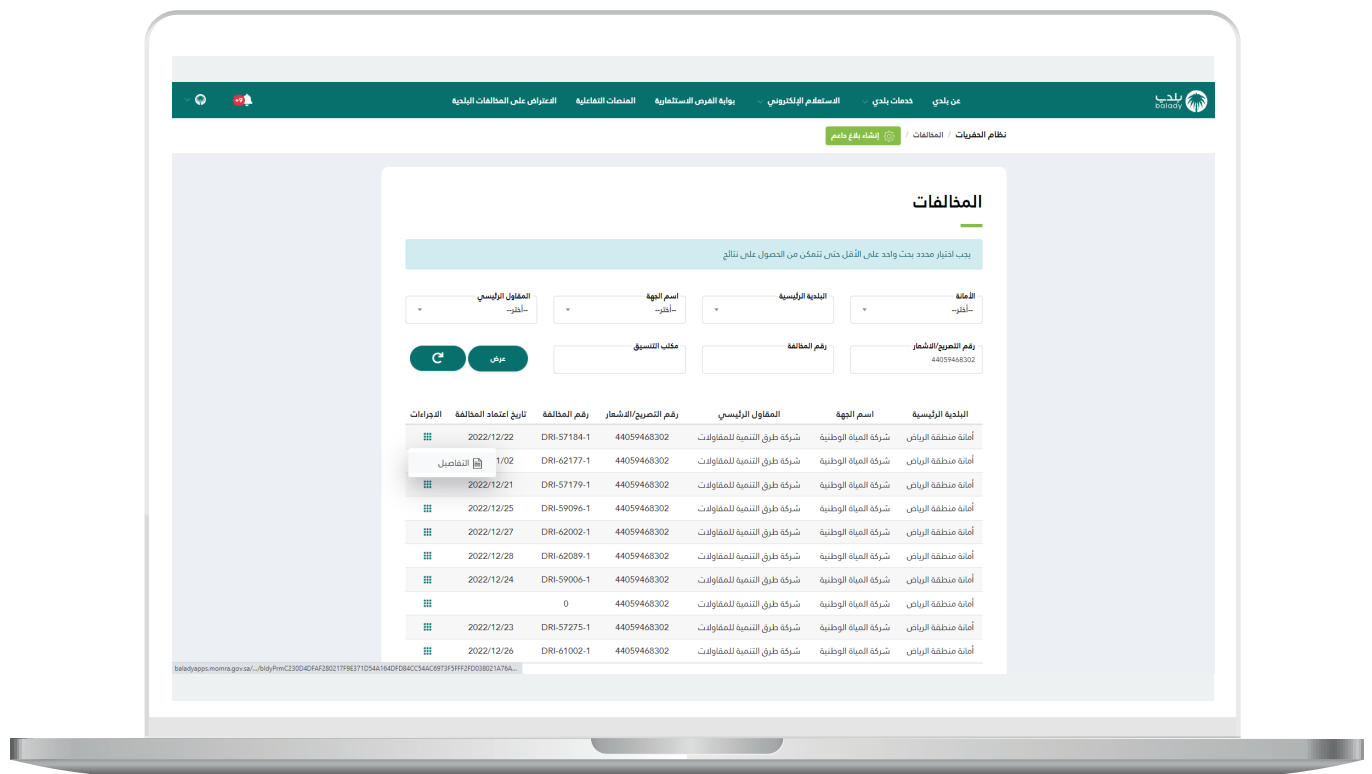 بلدي
balady
عن بلدي خدمات بلدي الاستعلام الإلكتروني بوابة الفرص الاستثمارية المنصات التفاعلية الاعتراض على المخالفات البلدية
+9
نظام الحفريات / المخالفات / إنشاء بلاغ داعم
المخالفات
يجب اختيار محدد بحث واحد على الأقل حتى تتمكن من الحصول على نتائج
الأمانة البلدية الرئيسية اسم الجهة المقاول الرئيسي
--أختر-- --أختر-- --أختر--
رقم التصريح/الاشعار رقم المخالفة مكتب التنسيق
44059468302
عرض
البلدية الرئيسية اسم الجهة المقاول الرئيسي رقم التصريح/الاشعار رقم المخالفة تاريخ اعتماد المخالفة الاجراءات
أمانة منطقة الرياض شركة المياة الوطنية شركة طرق التنمية للمقاولات 44059468302 DRI-57184-1 2022/12/22
أمانة منطقة الرياض شركة المياة الوطنية شركة طرق التنمية للمقاولات 44059468302 DRI-62177-1 1/02
التفاصيل
أمانة منطقة الرياض شركة المياة الوطنية شركة طرق التنمية للمقاولات 44059468302 DRI-57179-1 2022/12/21
أمانة منطقة الرياض شركة المياة الوطنية شركة طرق التنمية للمقاولات 44059468302 DRI-59096-1 2022/12/25
أمانة منطقة الرياض شركة المياة الوطنية شركة طرق التنمية للمقاولات 44059468302 DRI-62002-1 2022/12/27
أمانة منطقة الرياض شركة المياة الوطنية شركة طرق التنمية للمقاولات 44059468302 DRI-62089-1 2022/12/28
أمانة منطقة الرياض شركة المياة الوطنية شركة طرق التنمية للمقاولات 44059468302 DRI-59006-1 2022/12/24
أمانة منطقة الرياض شركة المياة الوطنية شركة طرق التنمية للمقاولات 44059468302 0
أمانة منطقة الرياض شركة المياة الوطنية شركة طرق التنمية للمقاولات 44059468302 DRI-57275-1 2022/12/23
أمانة منطقة الرياض شركة المياة الوطنية شركة طرق التنمية للمقاولات 44059468302 DRI-61002-1 2022/12/26